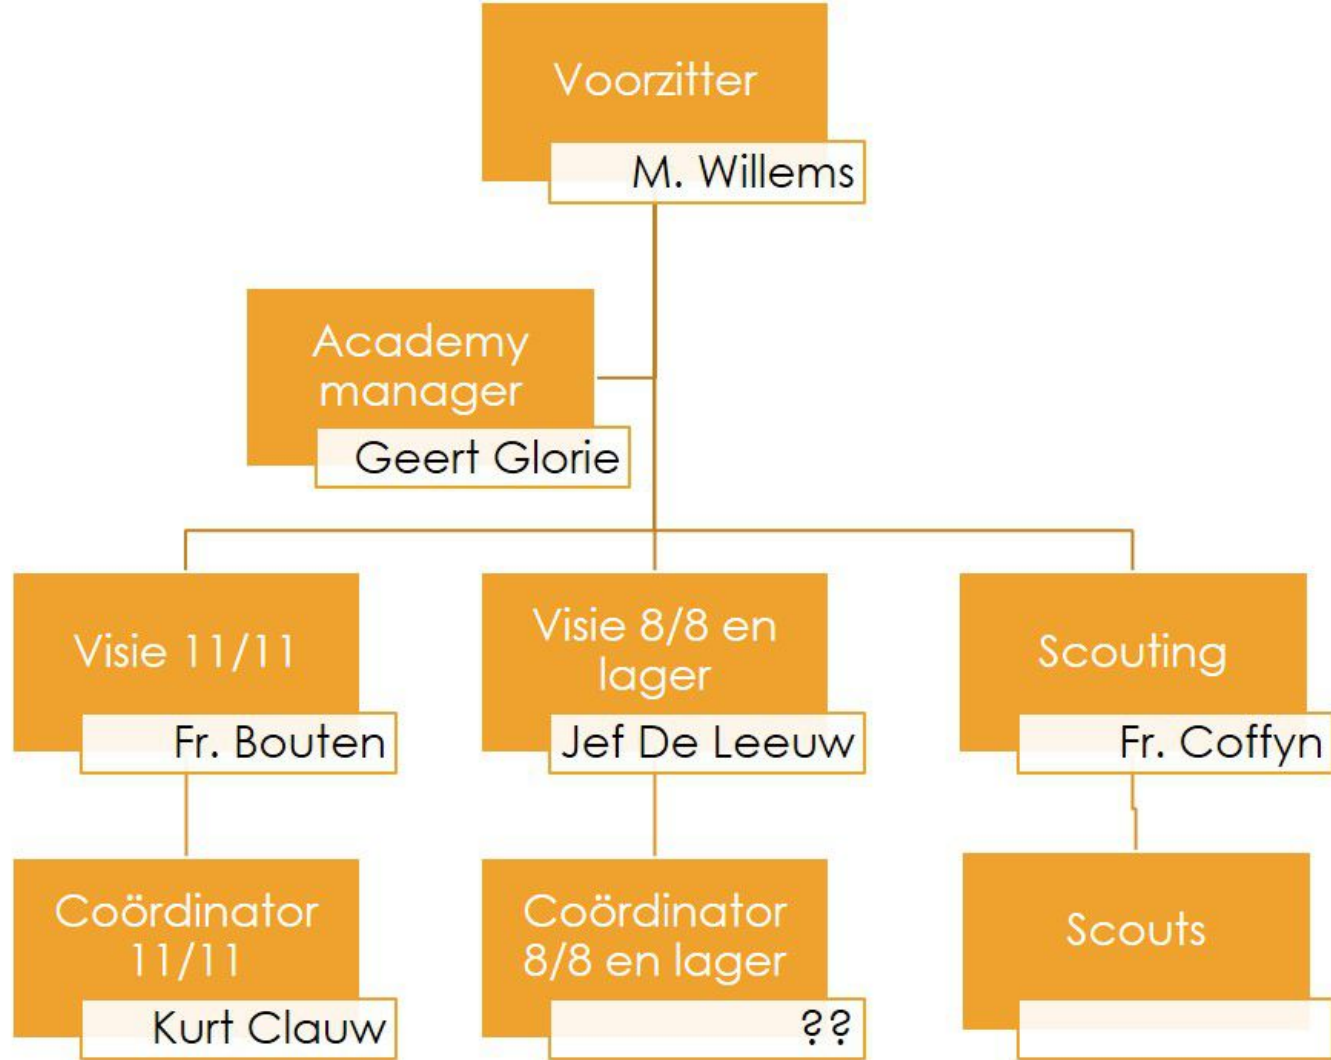 Voorzitter
M. Willems
Academy
manager
Geert Glorie
Visie 11/11
Fr. Bouten
Visie 8/8 en
lager
Jef De Leeuw
Scouting
Fr. Coffyn
Coördinator
11/11
Kurt Clauw
Coördinator
8/8 en lager
??
Scouts